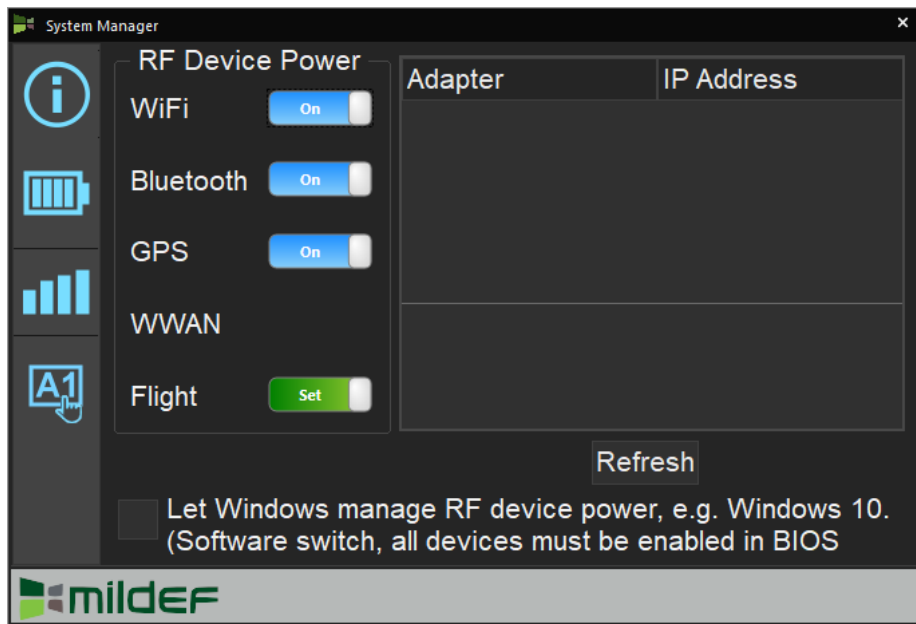 System Manager
RF Device Power
WiFi On
Bluetooth On
GPS On
WWAN
Flight Set
Adapter IP Address
A1
Refresh
Let Windows manage RF device power, e.g. Windows 10.
(Software switch, all devices must be enabled in BIOS
mildef